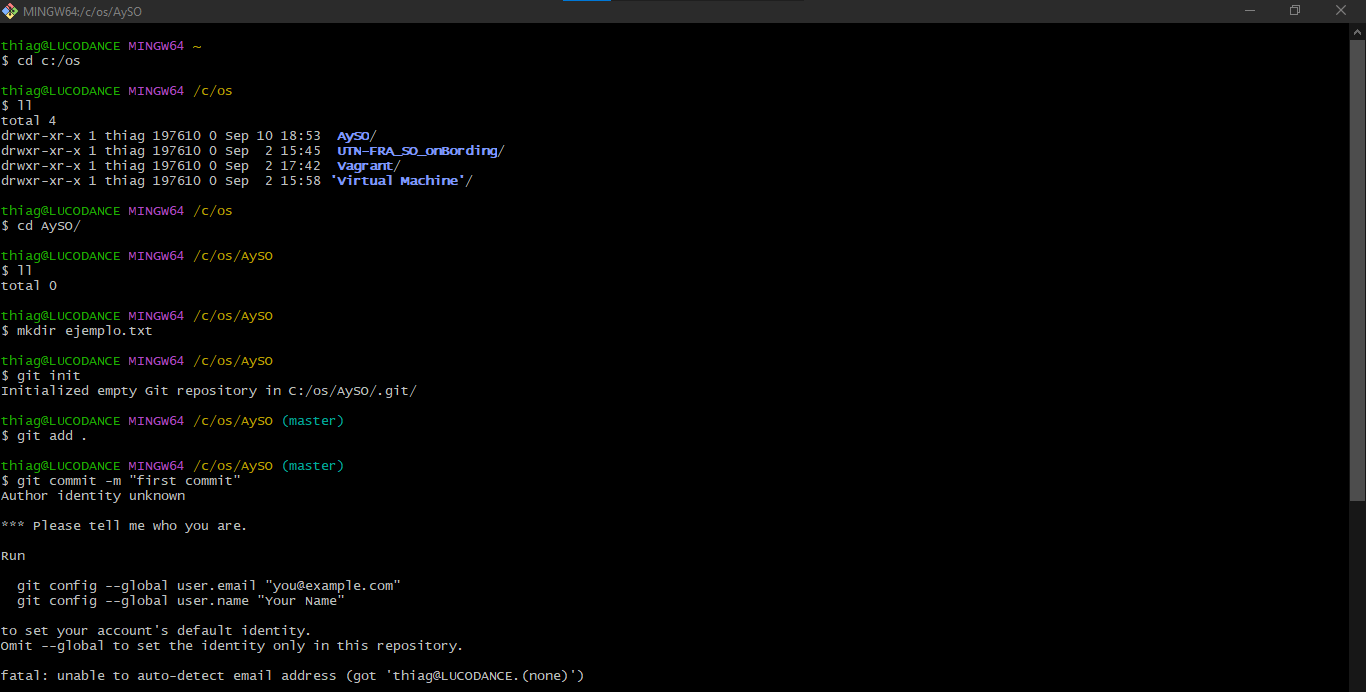 MINGW64:/c/os/AySO
thiag@LUCODANCE MINGW64 ~
$ cd c:/os
thiag@LUCODANCE MINGW64 /c/os
$ ll
total 4
drwxr-xr-x 1 thiag 197610 0 Sep 10 18:53  AySO/
drwxr-xr-x 1 thiag 197610 0 Sep  2 15:45  UTN-FRA_SO_onBording/
drwxr-xr-x 1 thiag 197610 0 Sep  2 17:42  Vagrant/
drwxr-xr-x 1 thiag 197610 0 Sep  2 15:58 'Virtual Machine'/
thiag@LUCODANCE MINGW64 /c/os
$ cd AySO/
thiag@LUCODANCE MINGW64 /c/os/AySO
$ ll
total 0
thiag@LUCODANCE MINGW64 /c/os/AySO
$ mkdir ejemplo.txt
thiag@LUCODANCE MINGW64 /c/os/AySO
$ git init
Initialized empty Git repository in C:/os/AySO/.git/
thiag@LUCODANCE MINGW64 /c/os/AySO (master)
$ git add .
thiag@LUCODANCE MINGW64 /c/os/AySO (master)
$ git commit -m "first commit"
Author identity unknown
*** Please tell me who you are.
Run
  git config --global user.email "you@example.com"
  git config --global user.name "Your Name"
to set your account's default identity.
Omit --global to set the identity only in this repository.
fatal: unable to auto-detect email address (got 'thiag@LUCODANCE.(none)')